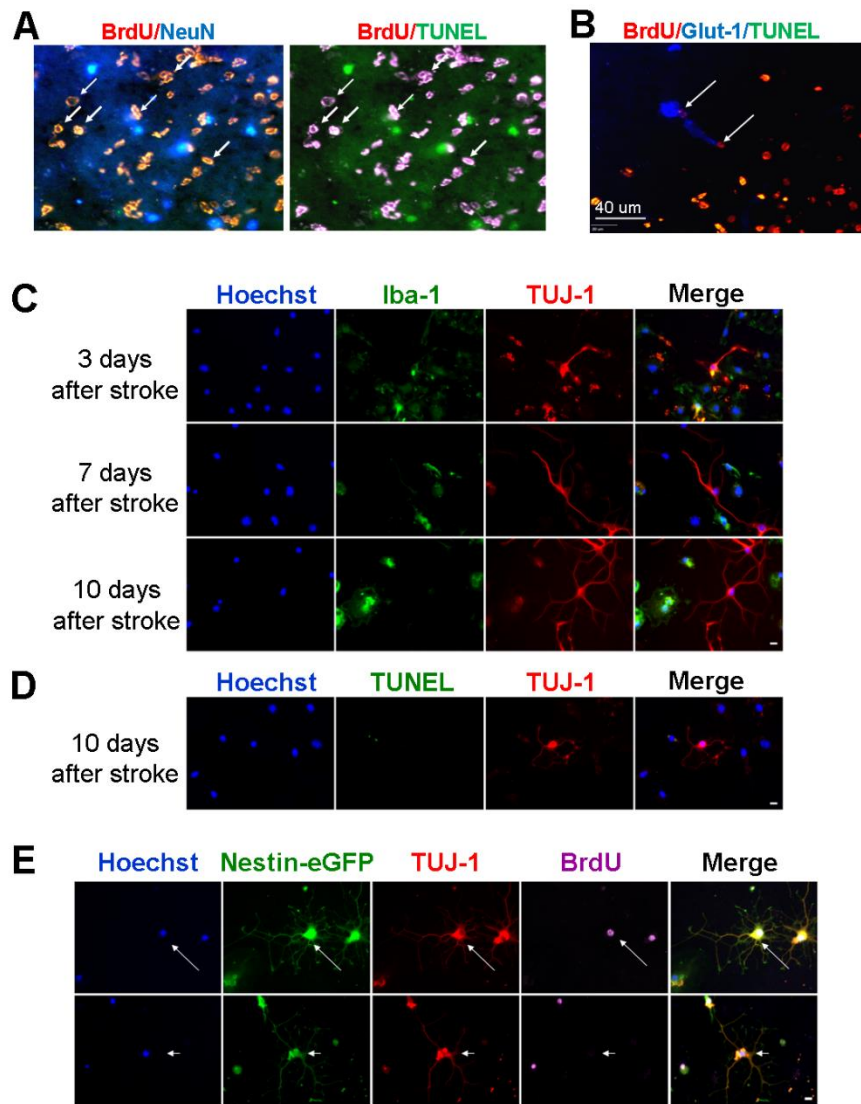 A
BrdU/NeuN
BrdU/TUNEL
B
BrdU/Glut-1/TUNEL
40 um
C
Hoechst
Iba-1
TUJ-1
Merge
3 days
after stroke
7 days
after stroke
10 days
after stroke
D
Hoechst
TUNEL
TUJ-1
Merge
10 days
after stroke
E
Hoechst
Nestin-eGFP
TUJ-1
BrdU
Merge